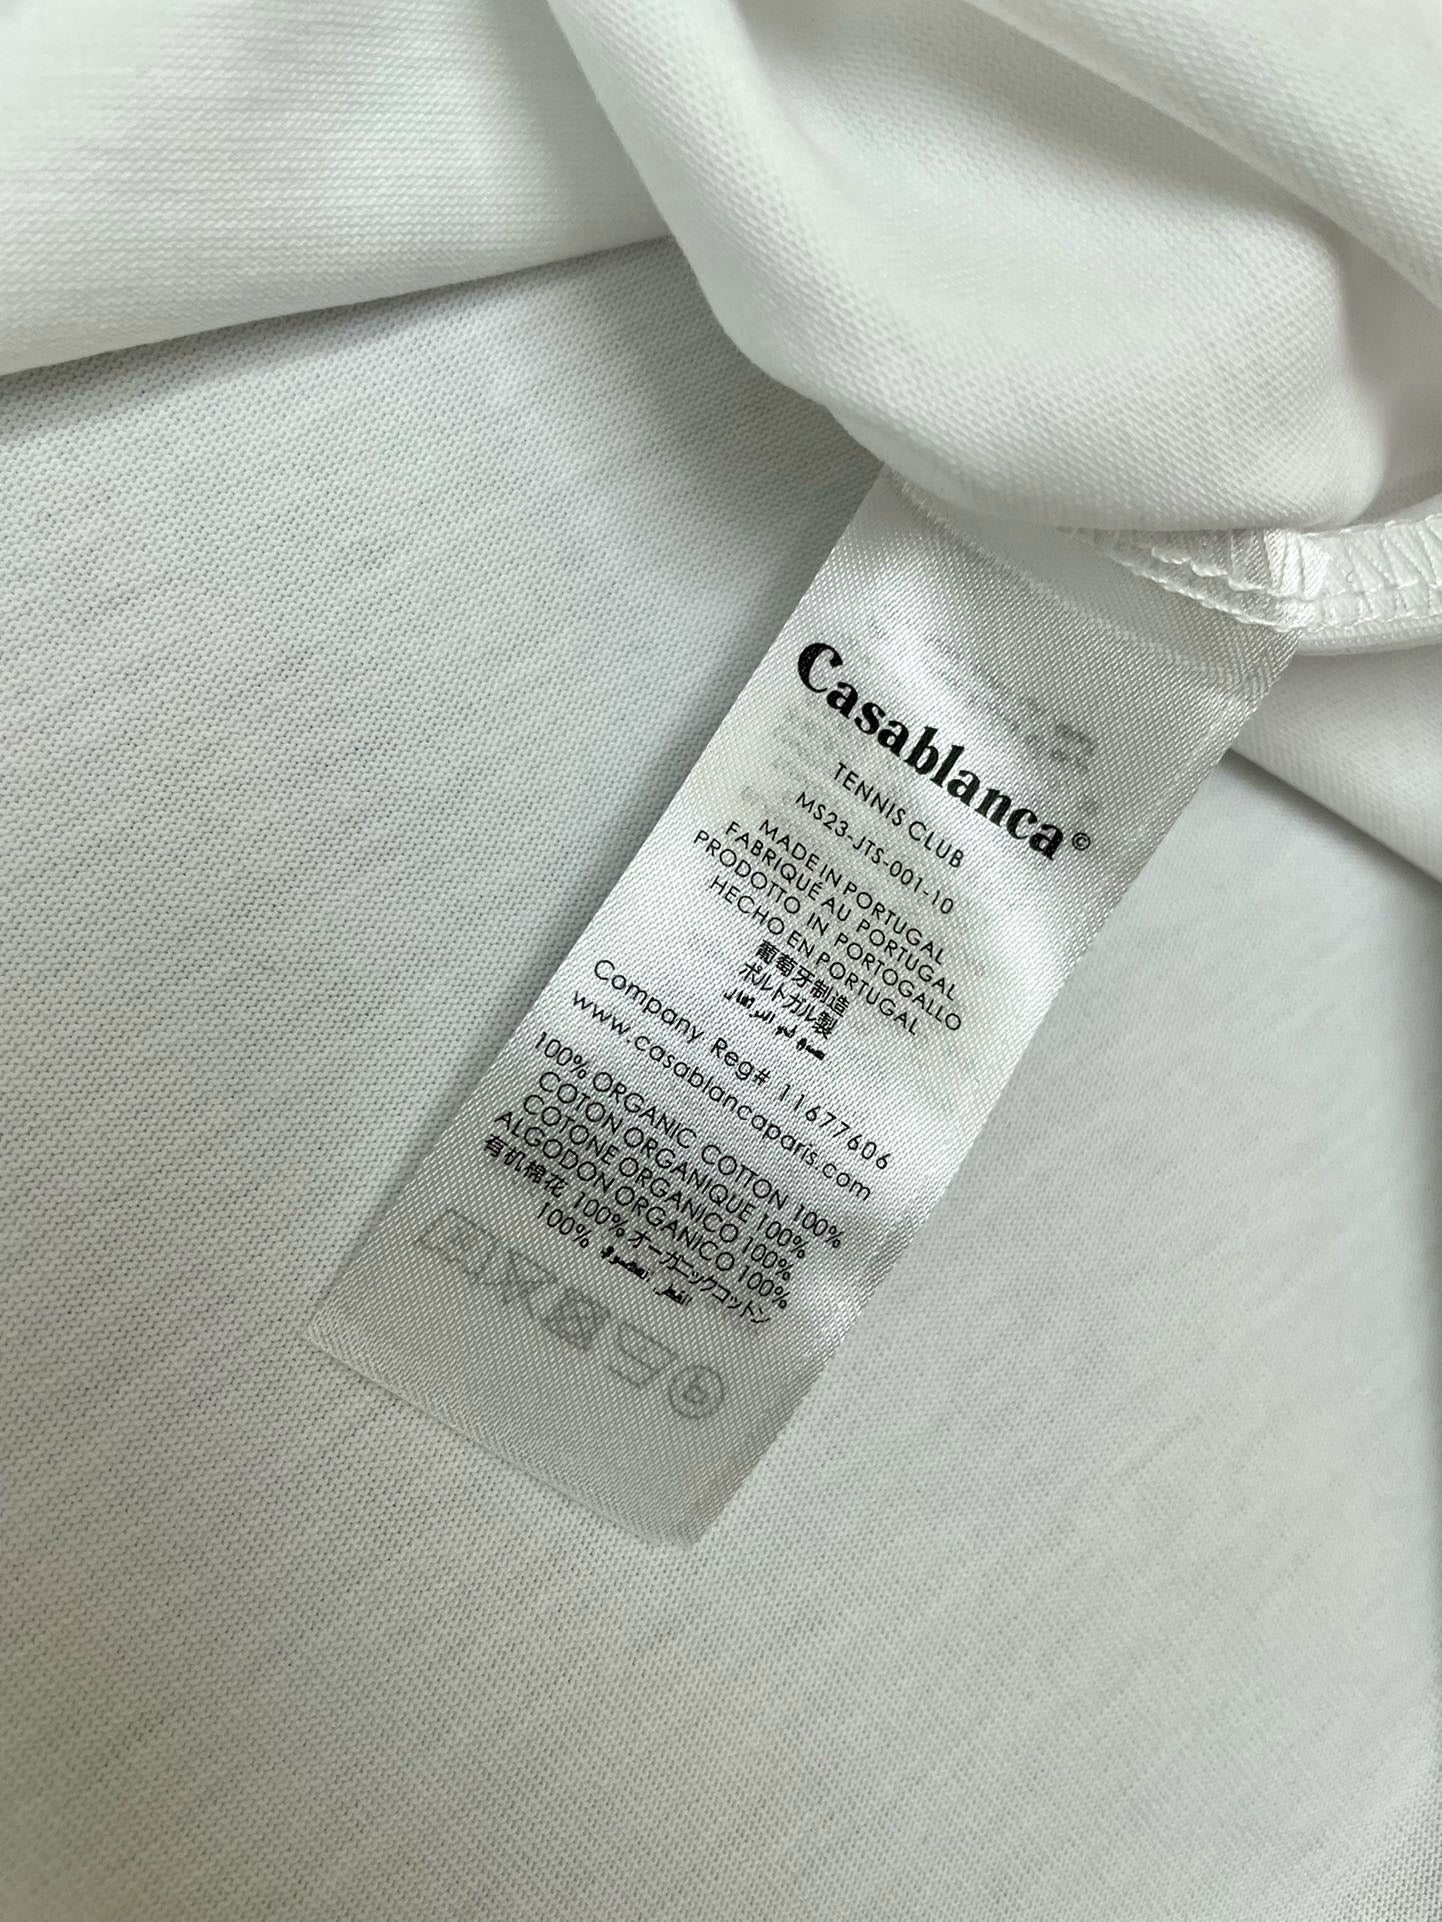 Casablanca©
TENNIS CLUB
MS23-JTS-001-10
MADE IN PORTUGAL
FABRIQUÉ AU PORTUGAL
PRODOTTO IN PORTOGALLO
HECHO EN PORTUGAL
葡萄牙制造
ポルトガル製
Company Reg# 11677606
www.casablancaparis.com
100% ORGANIC COTTON 100%
COTON ORGANIQUE 100%
COTONE ORGANICO 100%
ALGODON ORGANICO 100%
有机棉花 100% オーガニックコットン
100%